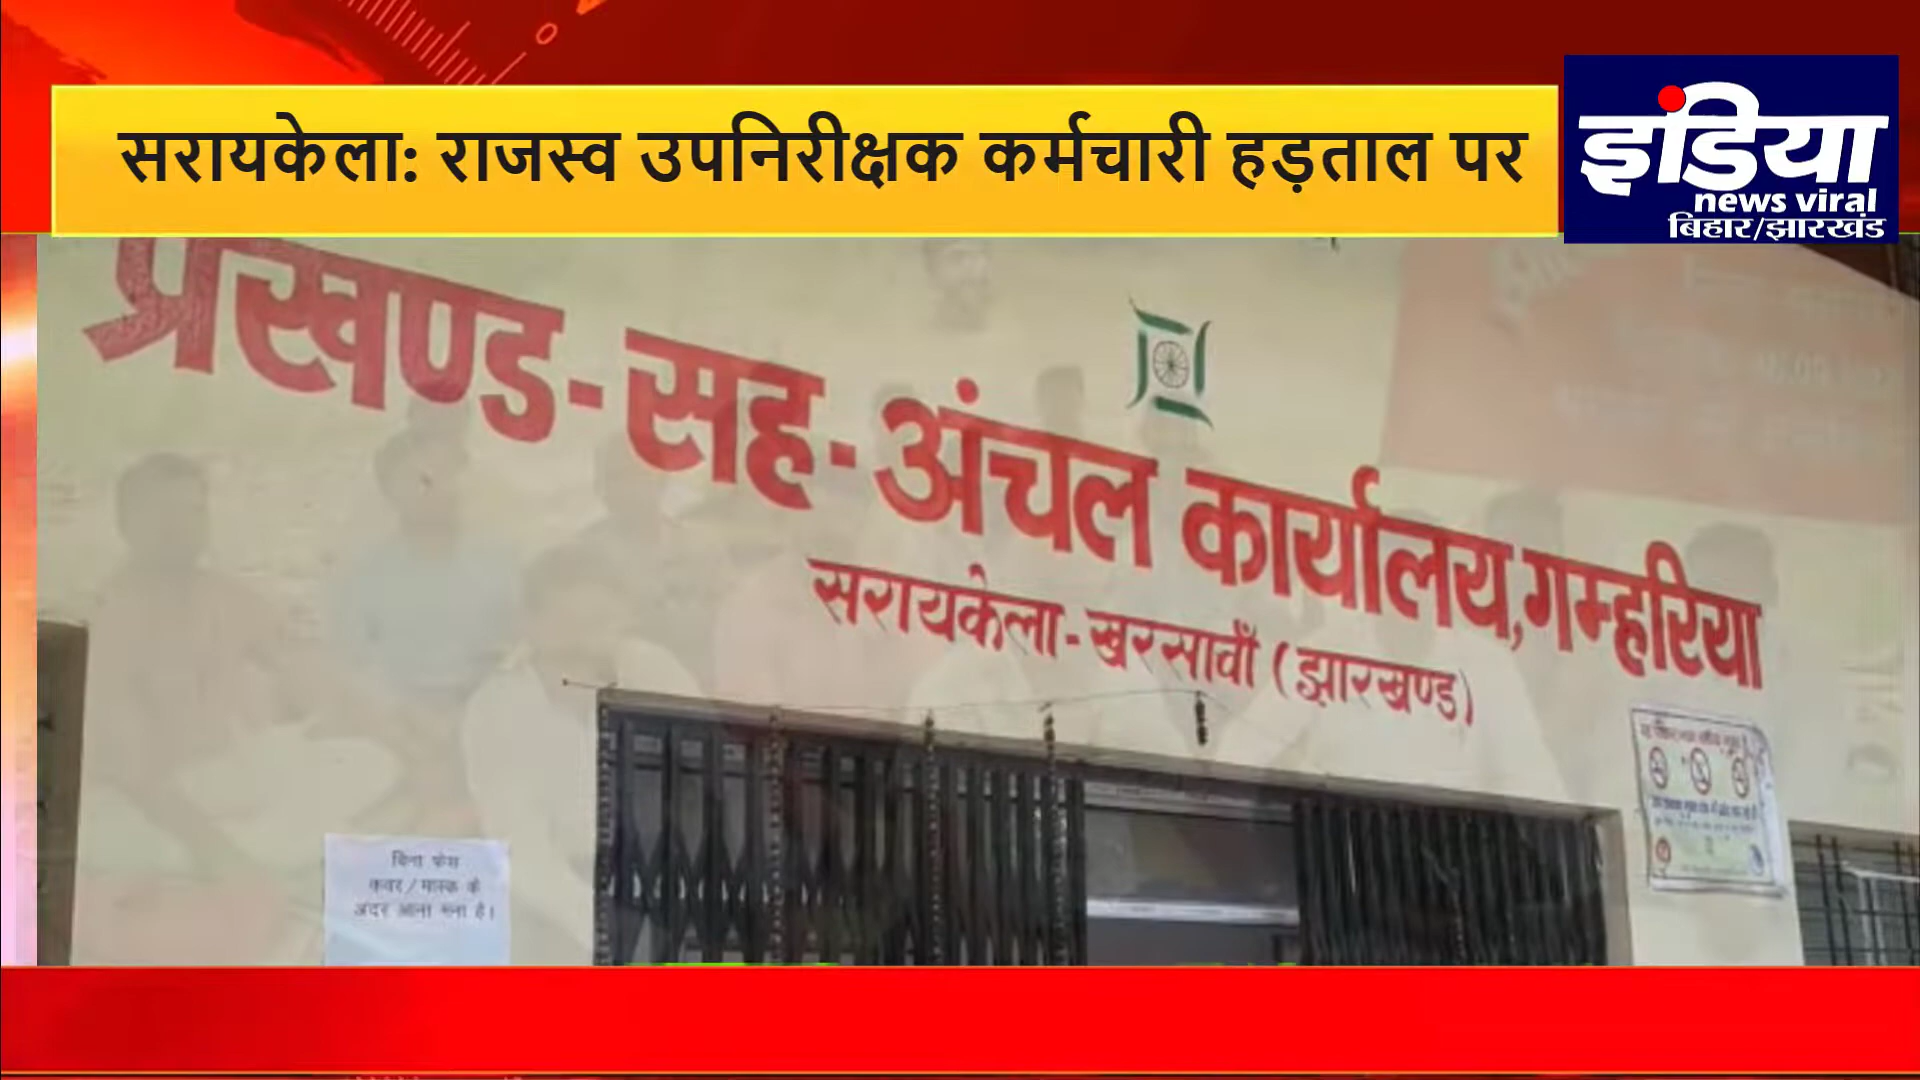 सरायकेला: राजस्व उपनिरीक्षक कर्मचारी हड़ताल पर
इंडिया
news viral
बिहार/झारखंड
प्रखण्ड-सह-अंचल कार्यालय, गम्हरिया
सरायकेला-खरसावाँ (झारखण्ड)
बिना फेस
कवर/मास्क के
अंदर आना मना है।